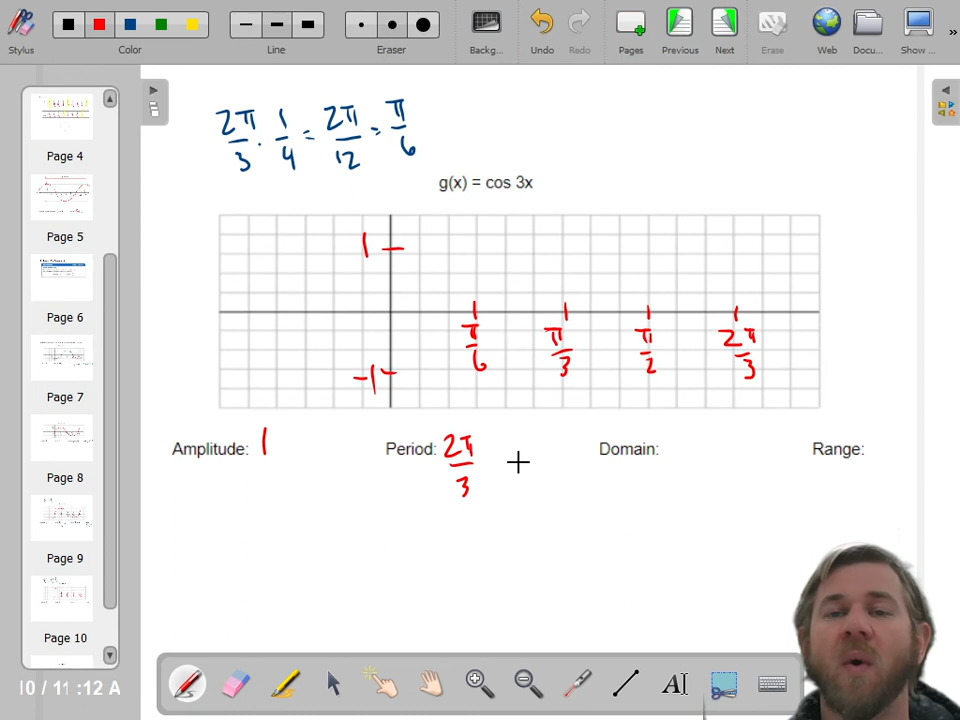 Stylus Color Line Eraser Backg... Undo Redo Pages Previous Next Erase Web Docu... Show ... »
Page 4
Page 5
Page 6
Page 7
Page 8
Page 9
Page 10
2π/3 · 1/4 = 2π/12 = π/6
g(x) = cos 3x
1
π/6 π/3 π/2 2π/3
-1
Amplitude: 1 Period: 2π/3 Domain: Range:
10 / 11 :12 A
A